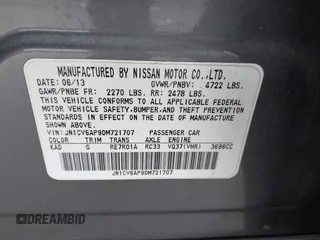 MANUFACTURED BY NISSAN MOTOR CO.,LTD.
DATE: 06/13 GVWR/PNBV: 4722 LBS.
GAWR/PNBE FR: 2270 LBS. RR: 2478 LBS.
THIS VEHICLE CONFORMS TO ALL APPLICABLE FEDERAL
MOTOR VEHICLE SAFETY,BUMPER,AND THEFT PREVENTION
STANDARDS IN EFFECT ON THE DATE OF MANUFACTURE
SHOWN ABOVE.
VIN: JN1CV6AP9DM721707 PASSENGER CAR
COLOR TRIM TRANS AXLE ENGINE
KAD G RE7R01A RC33 VQ37(VHR) 3696CC
JN1CV6AP9DM721707
© DIAMOND BID